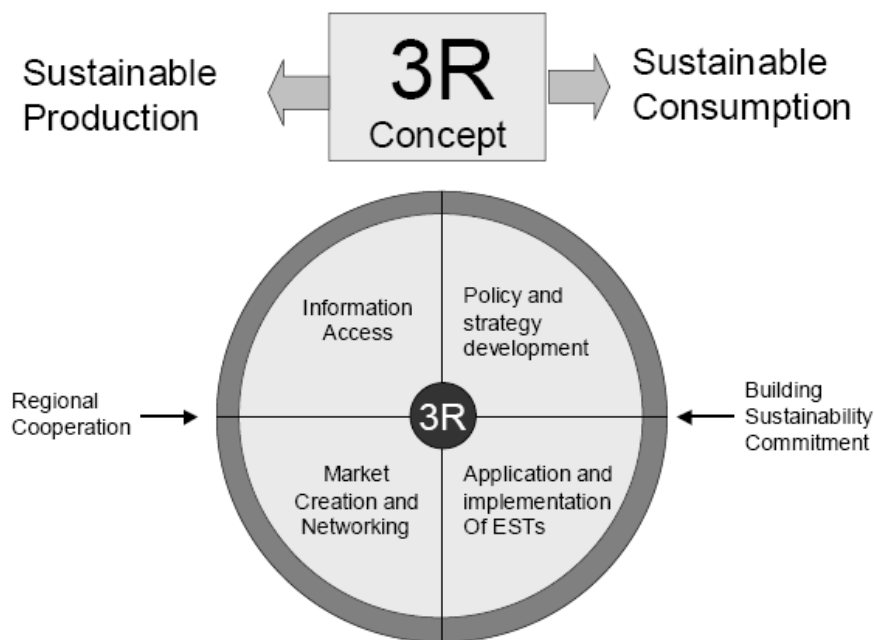 Sustainable
Production
3R
Concept
Sustainable
Consumption
Information
Access
Policy and
strategy
development
Regional
Cooperation
3R
Building
Sustainability
Commitment
Market
Creation and
Networking
Application and
implementation
Of ESTs